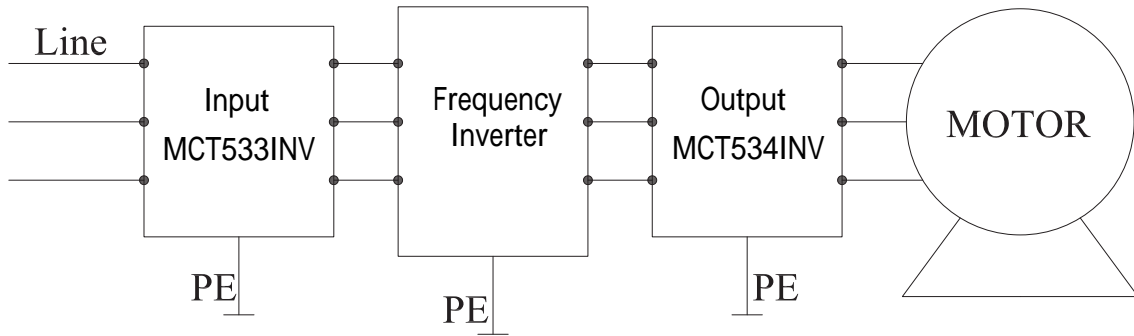 Line
Input
MCT533INV
Frequency
Inverter
Output
MCT534INV
MOTOR
PE
PE
PE